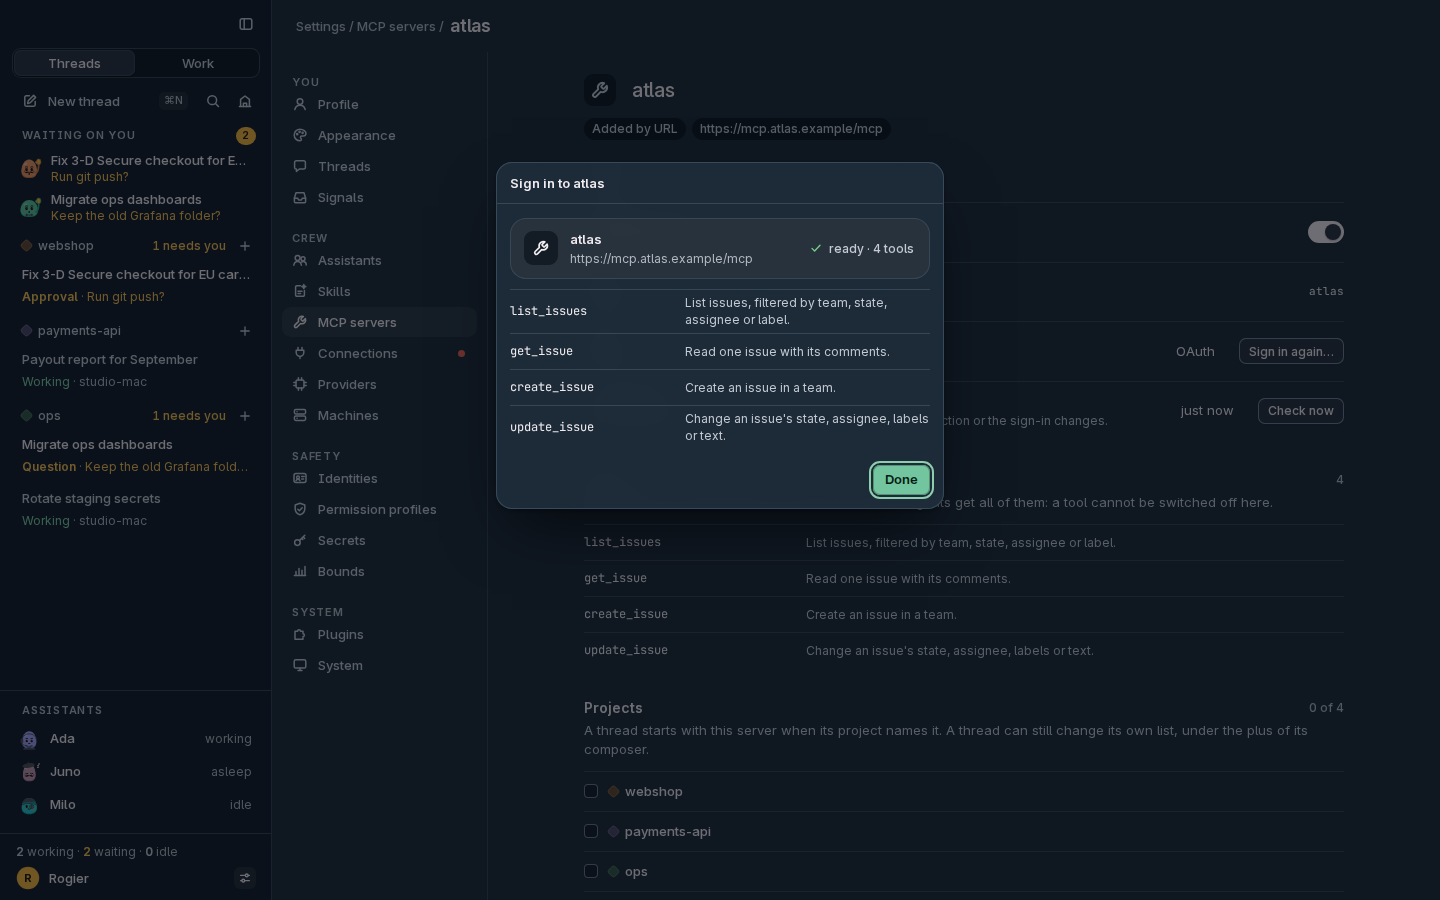 Threads
Work
New thread
⌘N
WAITING ON YOU
2
Fix 3-D Secure checkout for E…
Run git push?
Migrate ops dashboards
Keep the old Grafana folder?
webshop
1 needs you
Fix 3-D Secure checkout for EU car…
Approval · Run git push?
payments-api
Payout report for September
Working · studio-mac
ops
1 needs you
Migrate ops dashboards
Question · Keep the old Grafana fold…
Rotate staging secrets
Working · studio-mac
ASSISTANTS
Ada
working
Juno
asleep
Milo
idle
2 working · 2 waiting · 0 idle
R
Rogier
Settings / MCP servers / atlas
YOU
Profile
Appearance
Threads
Signals
CREW
Assistants
Skills
MCP servers
Connections
Providers
Machines
SAFETY
Identities
Permission profiles
Secrets
Bounds
SYSTEM
Plugins
System
atlas
Added by URL
https://mcp.atlas.example/mcp
atlas
OAuth
Sign in again…
ction or the sign-in changes.
just now
Check now
4
ts get all of them: a tool cannot be switched off here.
list_issues
List issues, filtered by team, state, assignee or label.
get_issue
Read one issue with its comments.
create_issue
Create an issue in a team.
update_issue
Change an issue's state, assignee, labels or text.
Projects
0 of 4
A thread starts with this server when its project names it. A thread can still change its own list, under the plus of its
composer.
webshop
payments-api
ops
Sign in to atlas
atlas
https://mcp.atlas.example/mcp
ready · 4 tools
list_issues
List issues, filtered by team, state,
assignee or label.
get_issue
Read one issue with its comments.
create_issue
Create an issue in a team.
update_issue
Change an issue's state, assignee, labels
or text.
Done